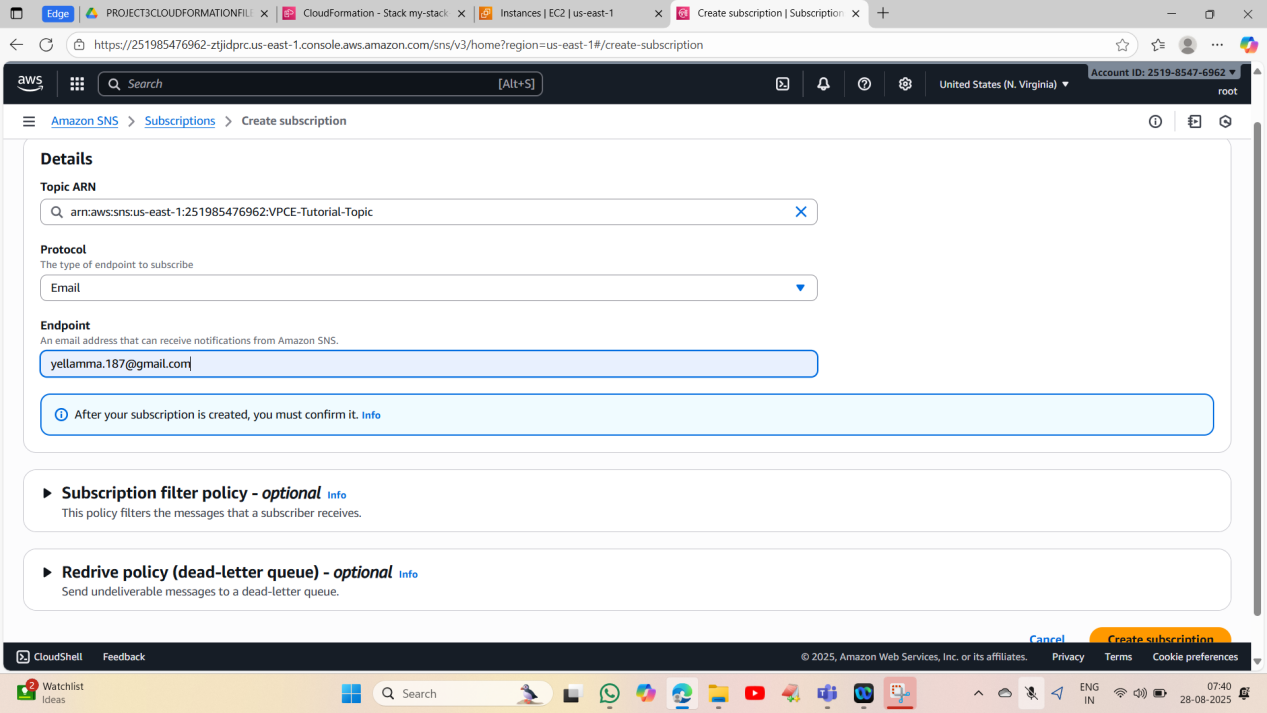 Edge
PROJECT3CLOUDFORMATIONFIL
CloudFormation - Stack my-stack
Instances | EC2 | us-east-1
Create subscription | Subscription
https://251985476962-ztjidprc.us-east-1.console.aws.amazon.com/sns/v3/home?region=us-east-1#/create-subscription
aws
Search [Alt+S]
United States (N. Virginia)
Account ID: 2519-8547-6962
root
Amazon SNS
Subscriptions
Create subscription
Details
Topic ARN
arn:aws:sns:us-east-1:251985476962:VPCE-Tutorial-Topic
Protocol
The type of endpoint to subscribe
Email
Endpoint
An email address that can receive notifications from Amazon SNS.
yellamma.187@gmail.com
After your subscription is created, you must confirm it. Info
Subscription filter policy - optional Info
This policy filters the messages that a subscriber receives.
Redrive policy (dead-letter queue) - optional Info
Send undeliverable messages to a dead-letter queue.
Cancel
Create subscription
CloudShell
Feedback
© 2025, Amazon Web Services, Inc. or its affiliates.
Privacy
Terms
Cookie preferences
2
Watchlist
Ideas
Search
ENG
IN
07:40
28-08-2025